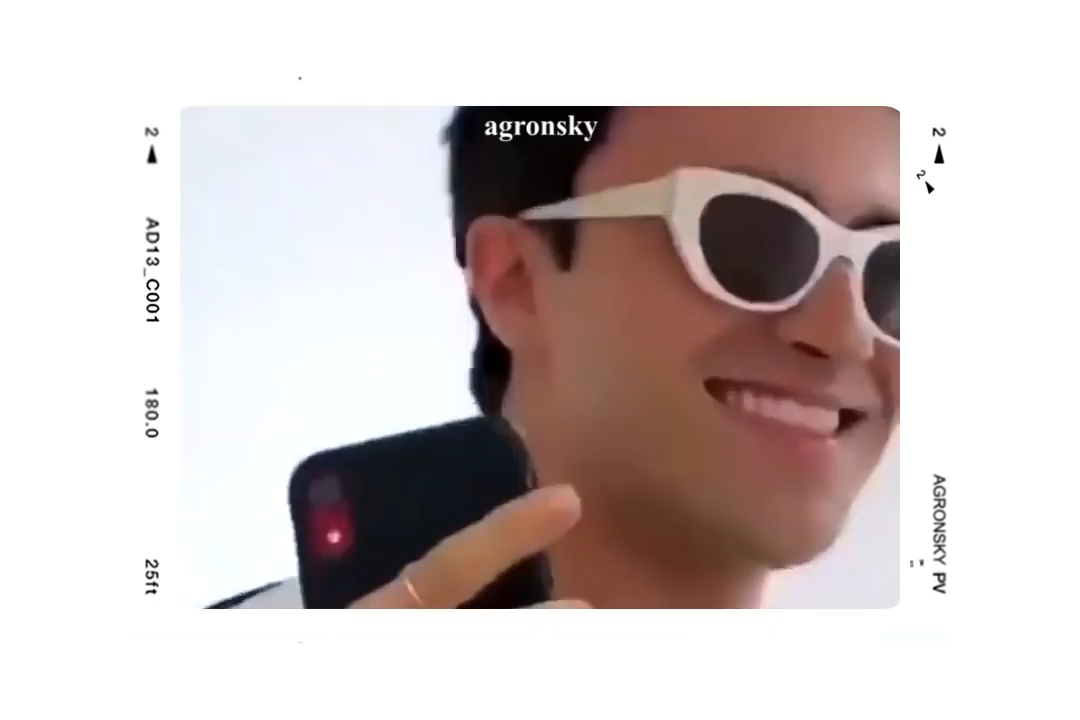 agronsky
2
AD13_C001
180.0
25ft
2
2
AGRONSKY PV